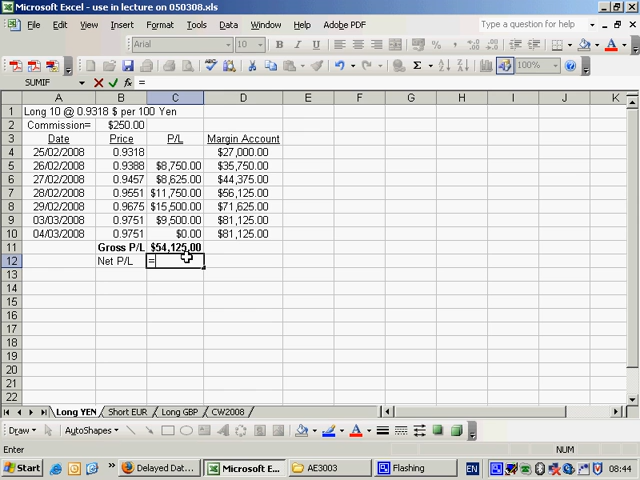 Microsoft Excel - use in lecture on 050308.xls
File Edit View Insert Format Tools Data Window Help Adobe PDF
Type a question for help
Arial 10 B I U
Σ 100%
SUMIF =
A B C D E F G H I J K
1 Long 10 @ 0.9318 $ per 100 Yen
2 Commission= $250.00
3 Date Price P/L Margin Account
4 25/02/2008 0.9318 $27,000.00
5 26/02/2008 0.9388 $8,750.00 $35,750.00
6 27/02/2008 0.9457 $8,625.00 $44,375.00
7 28/02/2008 0.9551 $11,750.00 $56,125.00
8 29/02/2008 0.9675 $15,500.00 $71,625.00
9 03/03/2008 0.9751 $9,500.00 $81,125.00
10 04/03/2008 0.9751 $0.00 $81,125.00
11 Gross P/L $54,125.00
12 Net P/L =
13
14
15
16
17
18
19
20
21
22
Long YEN Short EUR Long GBP CW2008
Draw AutoShapes
Enter NUM
Start Delayed Dat... Microsoft E... AE3003 Flashing EN 08:44